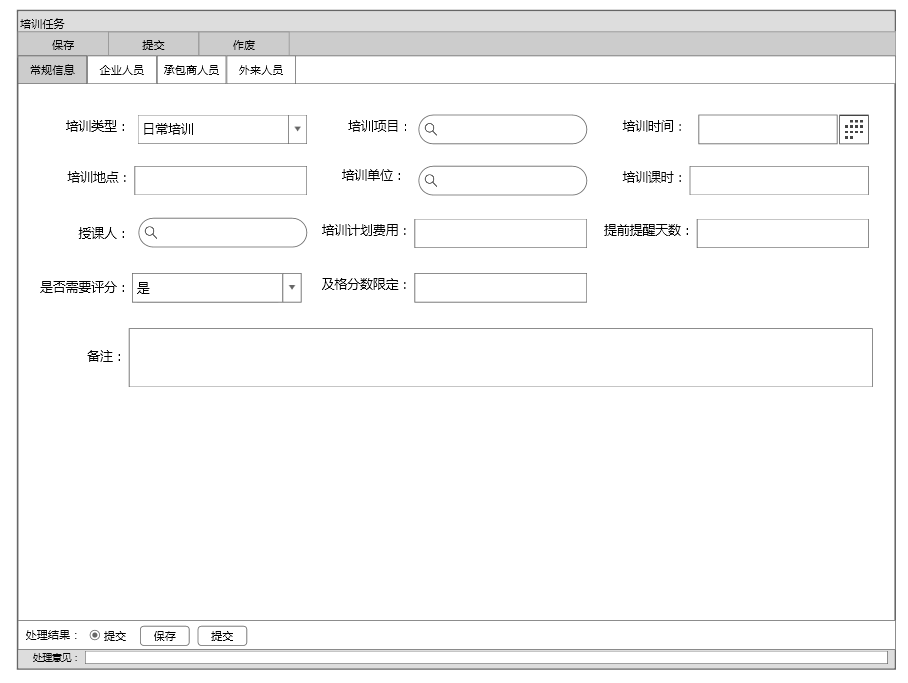 培训任务
保存 提交 作废
常规信息 企业人员 承包商人员 外来人员
培训类型： 日常培训 培训项目： 培训时间：
培训地点： 培训单位： 培训课时：
授课人： 培训计划费用： 提前提醒天数：
是否需要评分： 是 及格分数限定：
备注：
处理结果： 提交 保存 提交
处理意见：